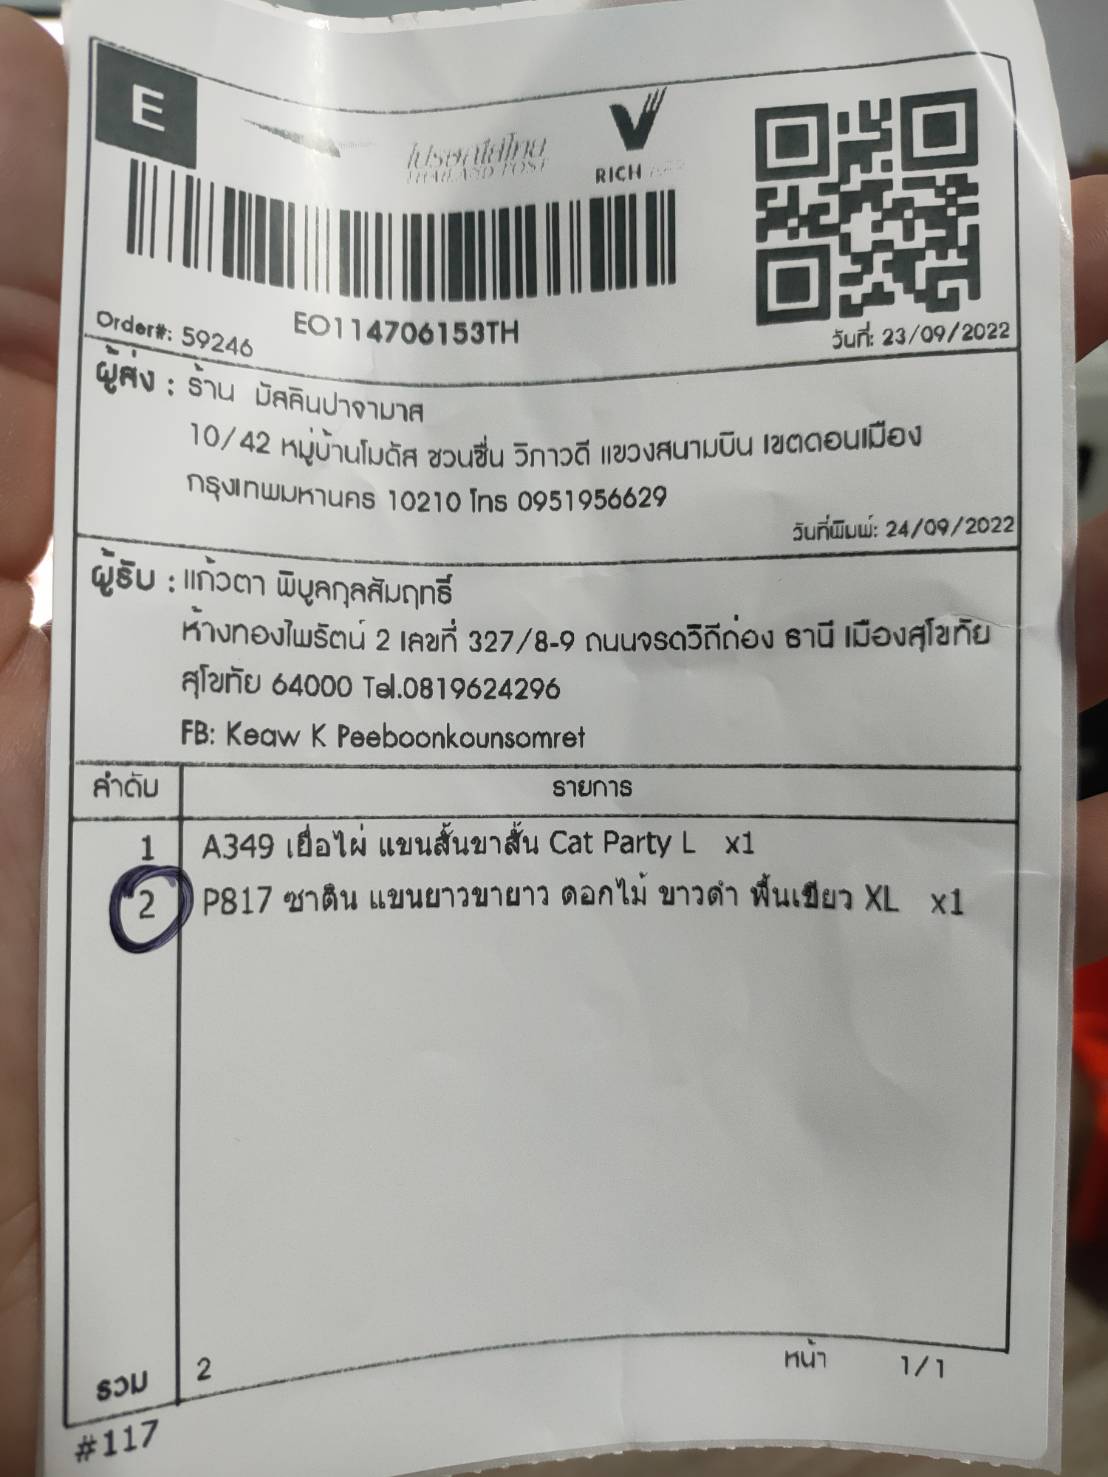 E
ไปรษณีย์ไทย
THAILAND POST
RICH
EO114706153TH
Order#: 59246
วันที่: 23/09/2022
ผู้ส่ง : ร้าน มัสลินปาจามาส
10/42 หมู่บ้านโมดัส ชวนชื่น วิภาวดี แขวงสนามบิน เขตดอนเมือง
กรุงเทพมหานคร 10210 โทร 0951956629
วันที่พิมพ์: 24/09/2022
ผู้รับ : แก้วตา พิบูลกุลสัมฤทธิ์
ห้างทองไพรัตน์ 2 เลขที่ 327/8-9 ถนนจรดวิถีถ่อง ธานี เมืองสุโขทัย
สุโขทัย 64000 Tel.0819624296
FB: Keaw K Peeboonkounsomret
ลำดับ รายการ
1 A349 เยื่อไผ่ แขนสั้นขาสั้น Cat Party L x1
2 P817 ซาติน แขนยาวขายาว ดอกไม้ ขาวดำ พื้นเขียว XL x1
รวม 2 หน้า 1/1
#117